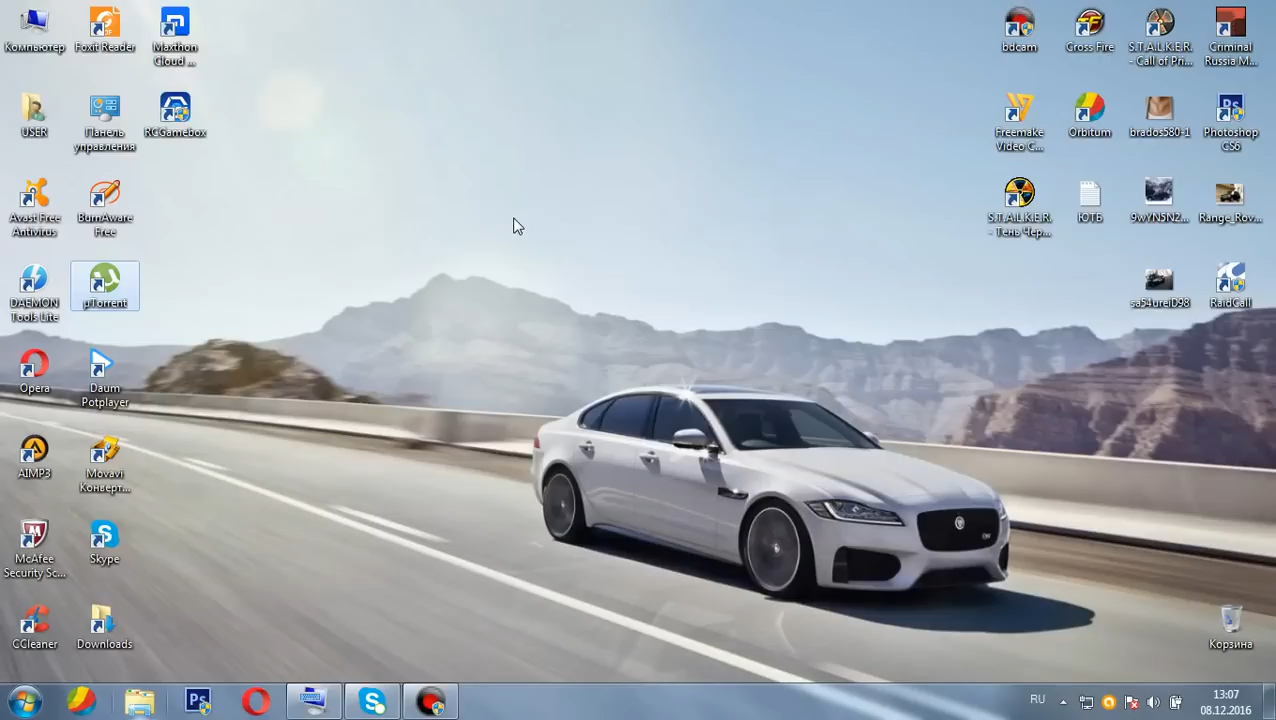 Компьютер
Foxit Reader
Maxthon
Cloud ...
bdcam
Cross Fire
S.T.A.L.K.E.R.
- Call of Pri...
Criminal
Russia M...
USER
Панель
управления
RCGamebox
Freemake
Video C...
Orbitum
brados580-1
Photoshop
CS6
Avast Free
Antivirus
BurnAware
Free
S.T.A.L.K.E.R.
- Тень Чер...
ЮТБ
9wYN5N2...
Range_Rov...
DAEMON
Tools Lite
µTorrent
sa54ureiD98
RaidCall
Opera
Daum
Potplayer
AIMP3
Movavi
Конверт...
McAfee
Security Sc...
Skype
CCleaner
Downloads
Корзина
RU
13:07
08.12.2016